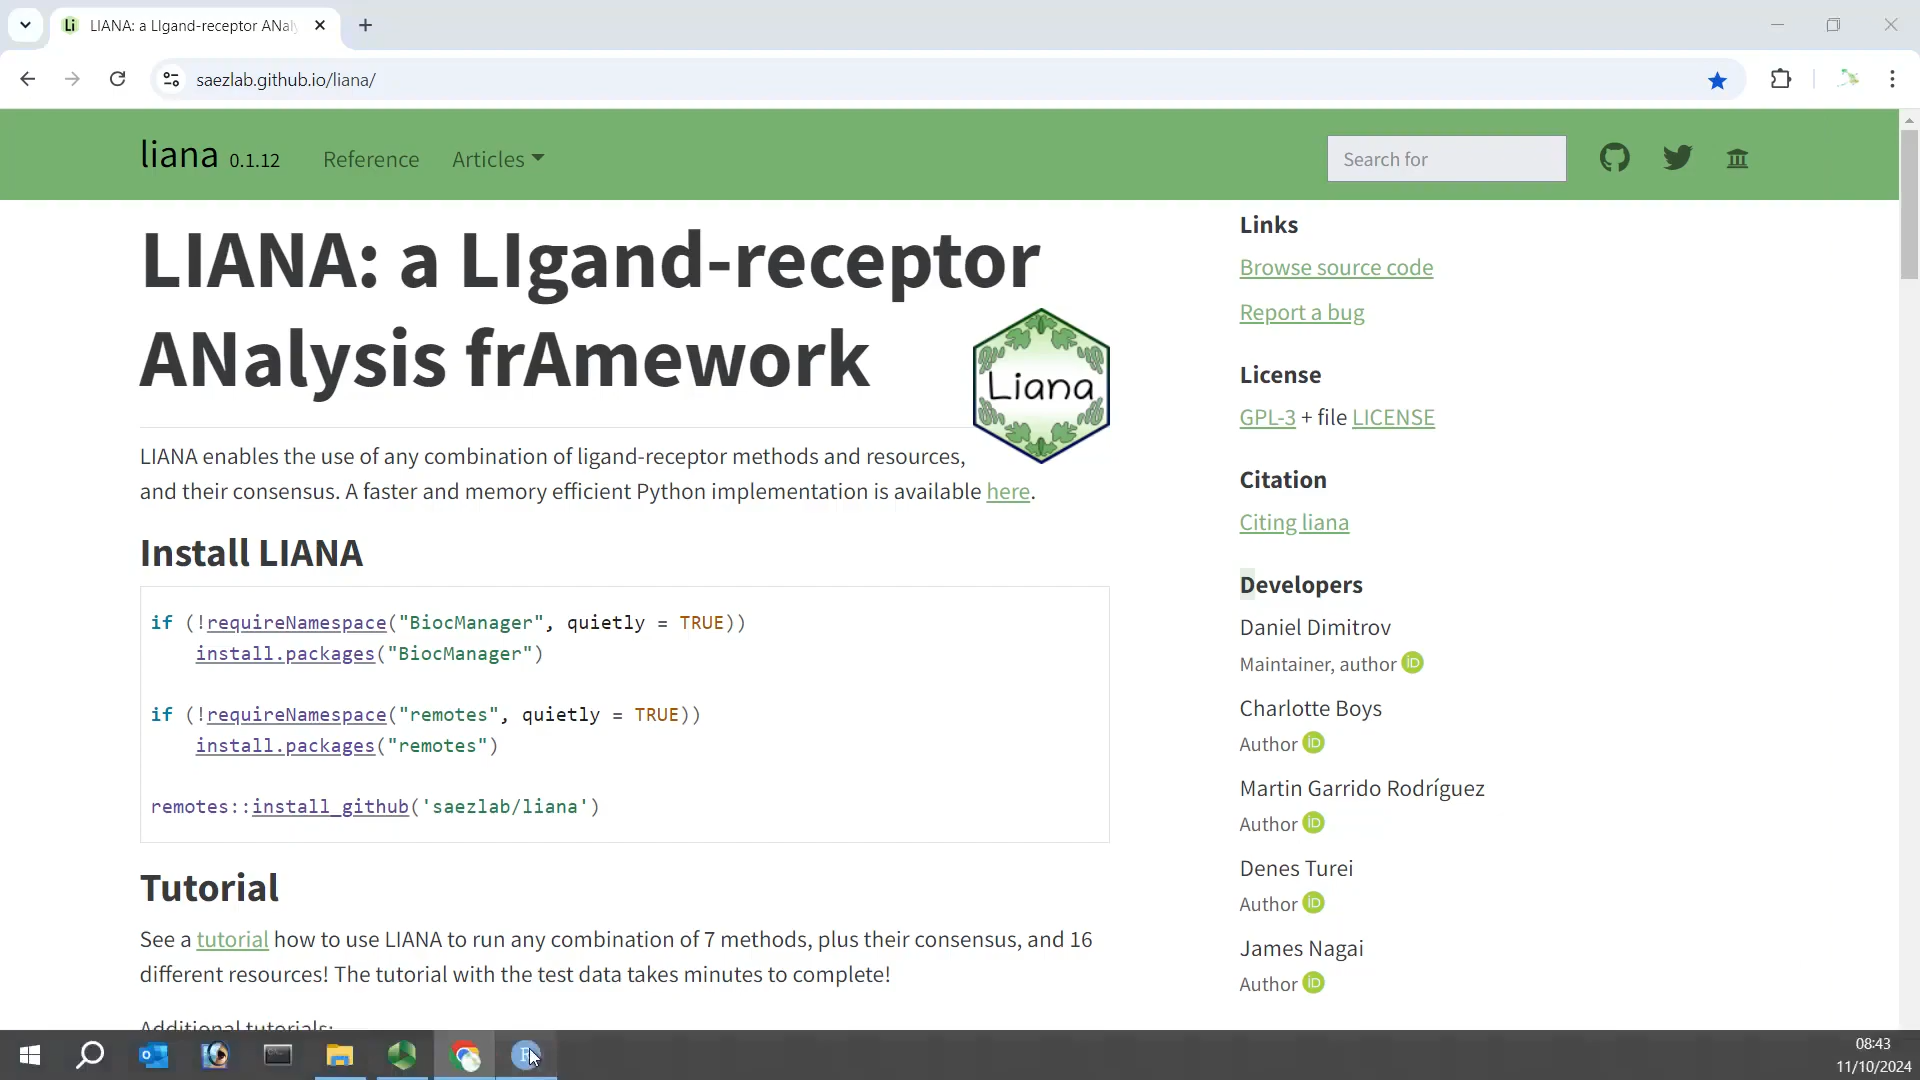 LIANA: a LIgand-receptor ANaly
saezlab.github.io/liana/
liana 0.1.12 Reference Articles Search for
LIANA: a LIgand-receptor
ANalysis frAmework
Liana
LIANA enables the use of any combination of ligand-receptor methods and resources,
and their consensus. A faster and memory efficient Python implementation is available here.
Install LIANA
if (!requireNamespace("BiocManager", quietly = TRUE))
install.packages("BiocManager")
if (!requireNamespace("remotes", quietly = TRUE))
install.packages("remotes")
remotes::install_github('saezlab/liana')
Tutorial
See a tutorial how to use LIANA to run any combination of 7 methods, plus their consensus, and 16
different resources! The tutorial with the test data takes minutes to complete!
Additional tutorials:
Links
Browse source code
Report a bug
License
GPL-3 + file LICENSE
Citation
Citing liana
Developers
Daniel Dimitrov
Maintainer, author iD
Charlotte Boys
Author iD
Martin Garrido Rodríguez
Author iD
Denes Turei
Author iD
James Nagai
Author iD
08:43
11/10/2024